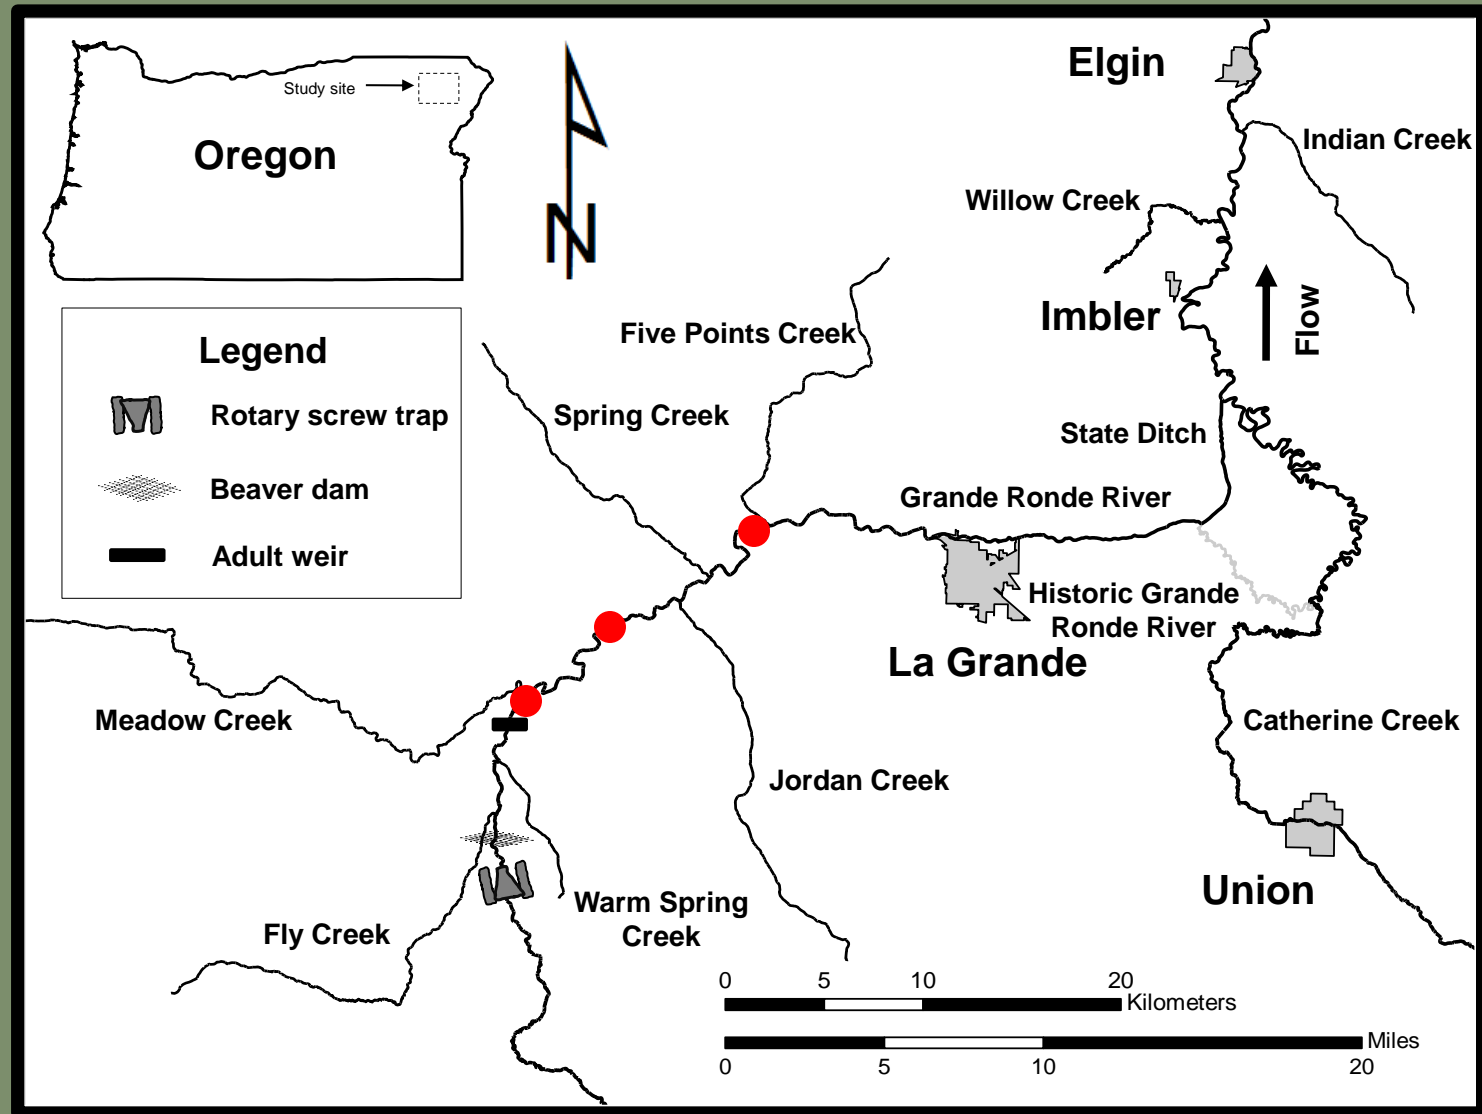 Study site
Oregon
N
Elgin
Indian Creek
Willow Creek
Imbler
Flow
Legend
Rotary screw trap
Beaver dam
Adult weir
Five Points Creek
Spring Creek
State Ditch
Grande Ronde River
Historic Grande
Ronde River
La Grande
Meadow Creek
Catherine Creek
Jordan Creek
Union
Warm Spring
Creek
Fly Creek
0 5 10 20
Kilometers
Miles
0 5 10 20